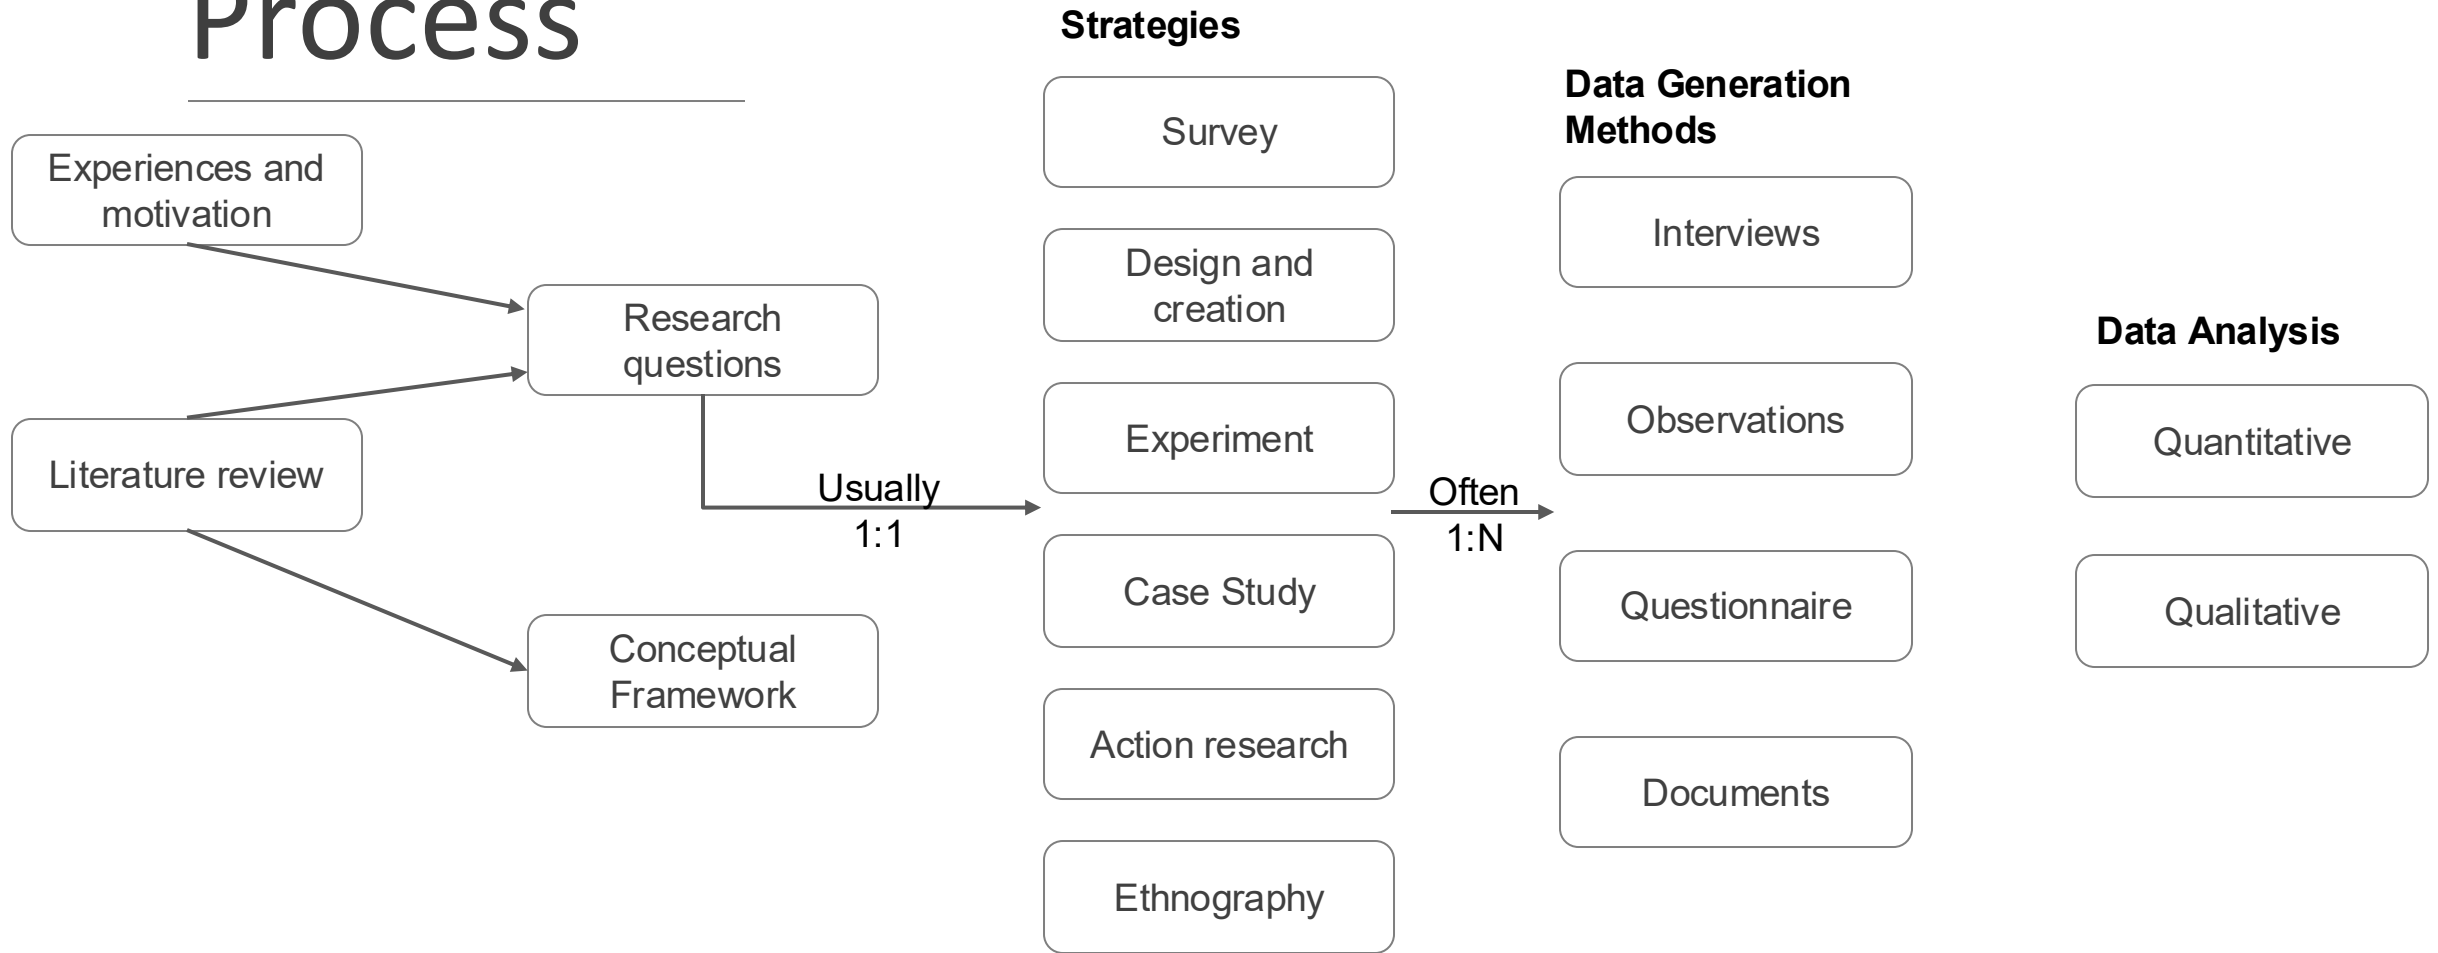 Process
Experiences and
motivation
Literature review
Research
questions
Conceptual
Framework
Usually
1:1
Strategies
Survey
Design and
creation
Experiment
Case Study
Action research
Ethnography
Often
1:N
Data Generation
Methods
Interviews
Observations
Questionnaire
Documents
Data Analysis
Quantitative
Qualitative